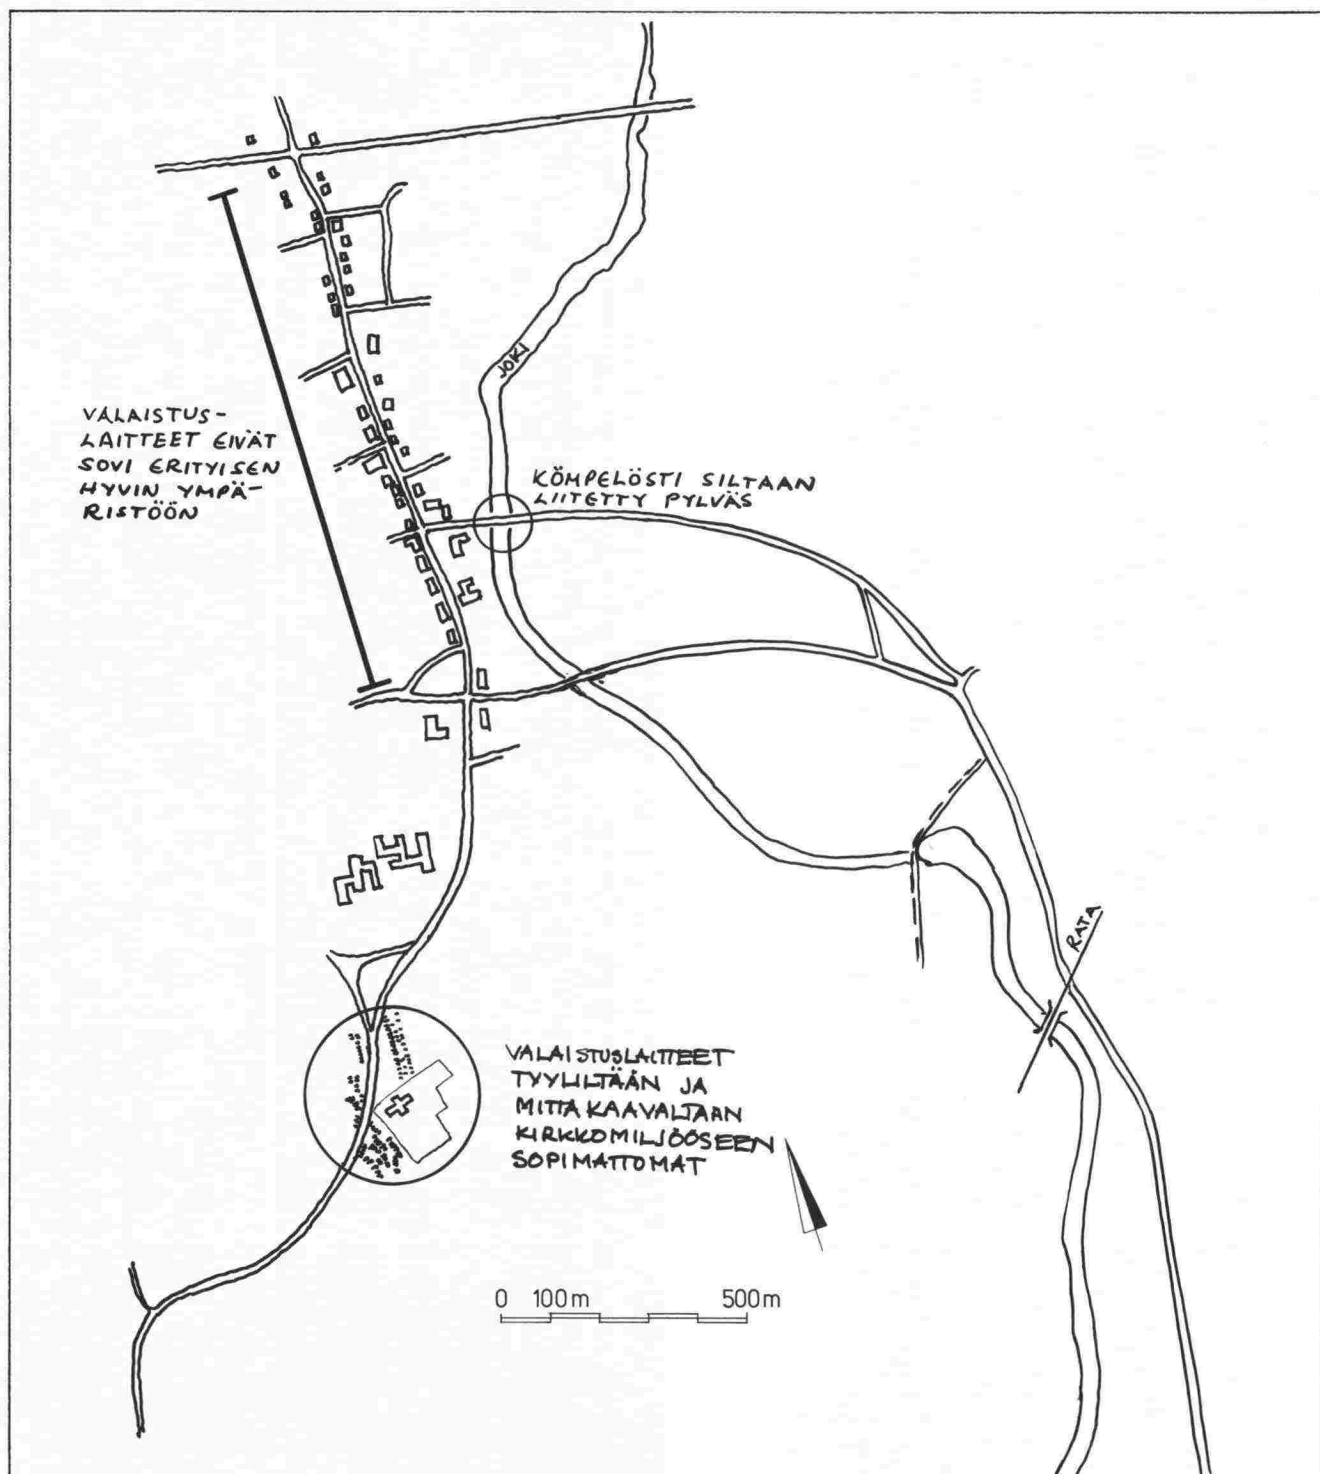 JOKI
VALAISTUS-
LAITTEET EIVÄT
SOVI ERITYISEN
HYVIN YMPÄ-
RISTÖÖN
KÖMPELÖSTI SILTAAN
LIITETTY PYLVÄS
RATA
VALAISTUSLAITTEET
TYYLILTÄÄN JA
MITTAKAAVALTAAN
KIRKKOMILJÖÖSEEN
SOPIMATTOMAT
0 100m 500m